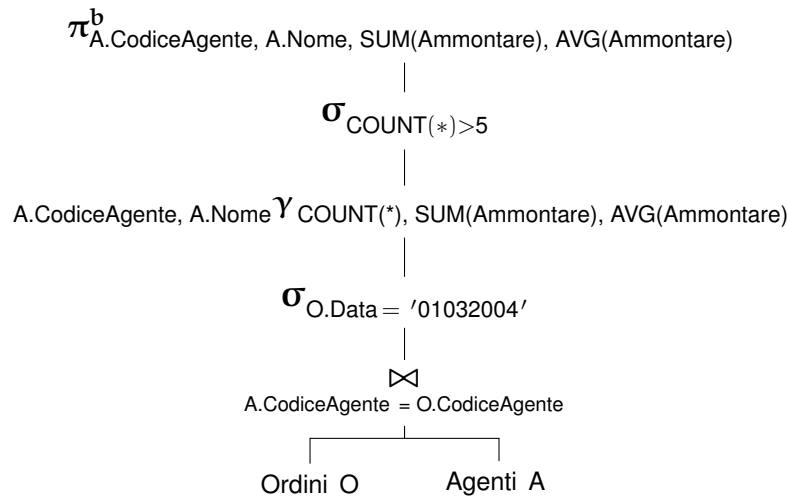 π^b A.CodiceAgente, A.Nome, SUM(Ammontare), AVG(Ammontare)
σ COUNT(∗)>5
A.CodiceAgente, A.Nome γ COUNT(*), SUM(Ammontare), AVG(Ammontare)
σ O.Data = ′01032004′
⋈
A.CodiceAgente = O.CodiceAgente
Ordini O Agenti A